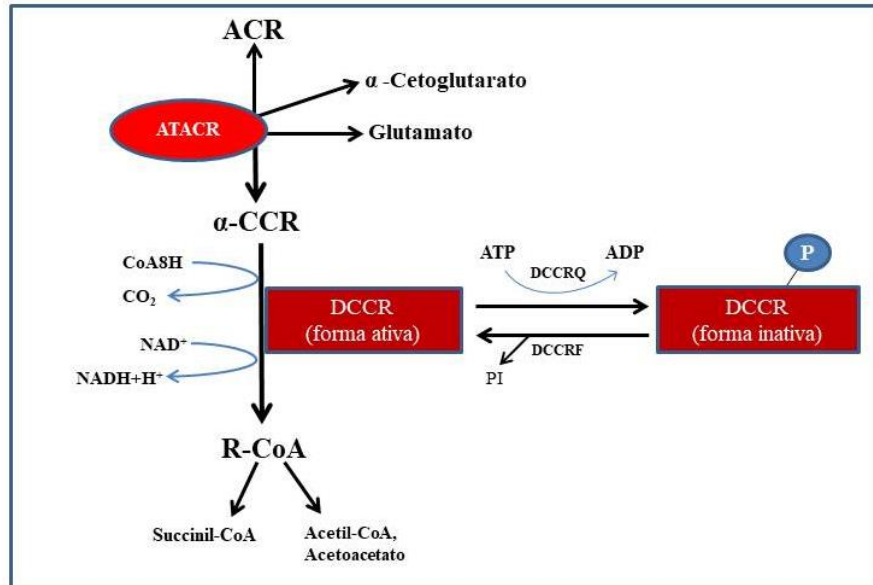 ACR
α -Cetoglutarato
ATACR
Glutamato
α-CCR
CoA8H
CO₂
NAD⁺
NADH+H⁺
DCCR
(forma ativa)
ATP
DCCRQ
ADP
DCCRF
PI
P
DCCR
(forma inativa)
R-CoA
Succinil-CoA
Acetil-CoA,
Acetoacetato